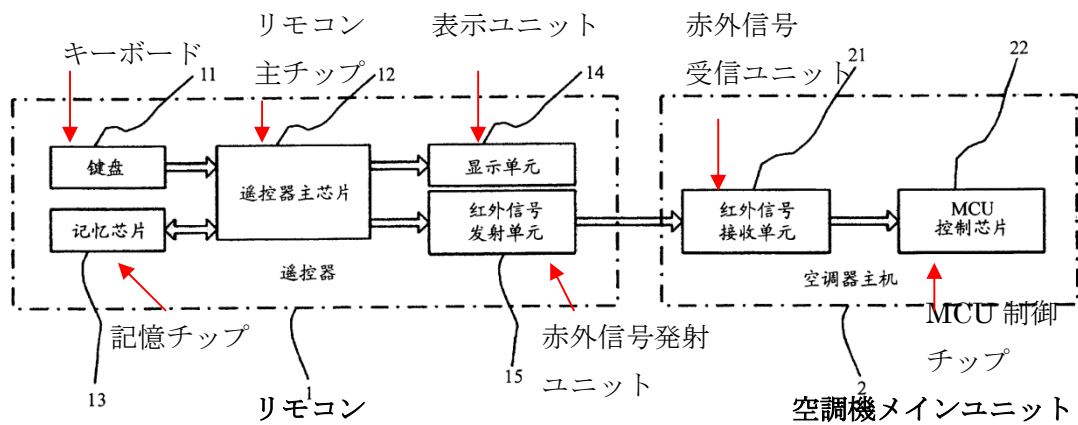 リモコン
表示ユニット
赤外信号
キーボード
主チップ
受信ユニット
11
12
14
21
22
键盘
遥控器主芯片
显示单元
记忆芯片
红外信号
发射单元
红外信号
接收单元
MCU
控制芯片
遥控器
空调器主机
記憶チップ
赤外信号発射
ユニット
MCU 制御
チップ
13
1
15
2
リモコン
空調機メインユニット